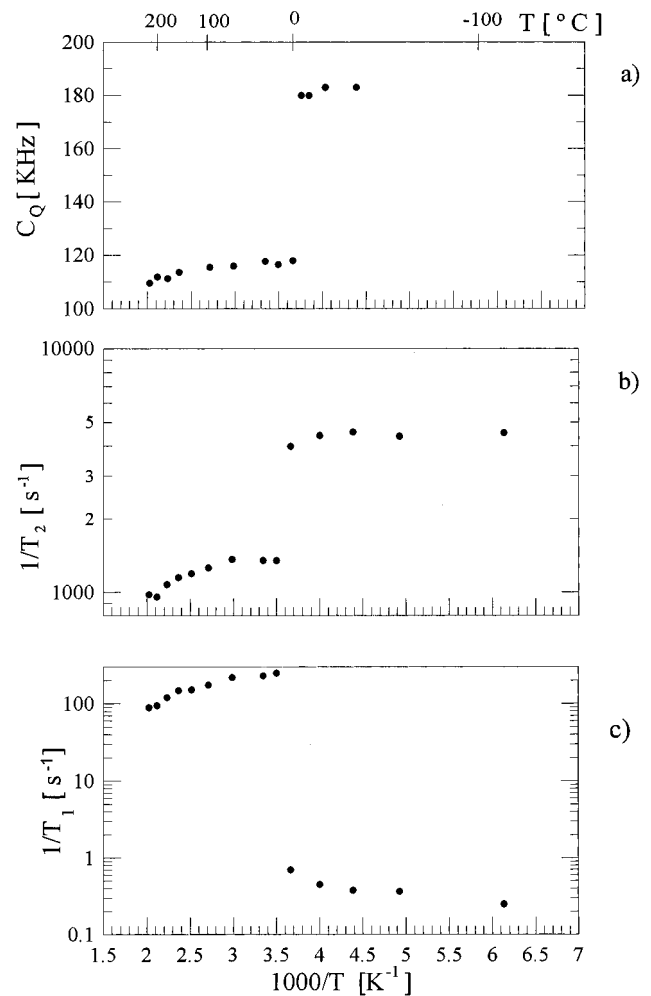 200 100 0 -100 T [ ° C]
200
180
160
140
120
100
C_Q [ KHz ]
a)
10000
5
3
2
1000
1/T_2 [ s^-1 ]
b)
100
10
1
0.1
1/T_1 [ s^-1 ]
c)
1.5 2 2.5 3 3.5 4 4.5 5 5.5 6 6.5 7
1000/T [K^-1]